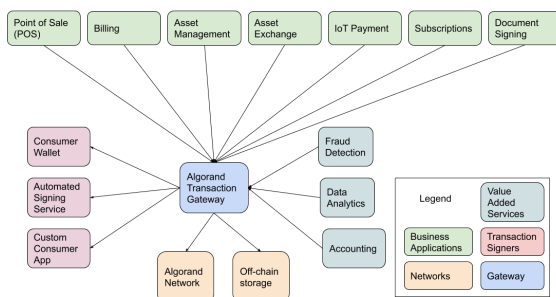 Point of Sale
(POS)
Billing
Asset
Management
Asset
Exchange
IoT Payment
Subscriptions
Document
Signing
Consumer
Wallet
Automated
Signing
Service
Custom
Consumer
App
Algorand
Transaction
Gateway
Fraud
Detection
Data
Analytics
Accounting
Algorand
Network
Off-chain
storage
Legend
Value
Added
Services
Business
Applications
Transaction
Signers
Networks
Gateway